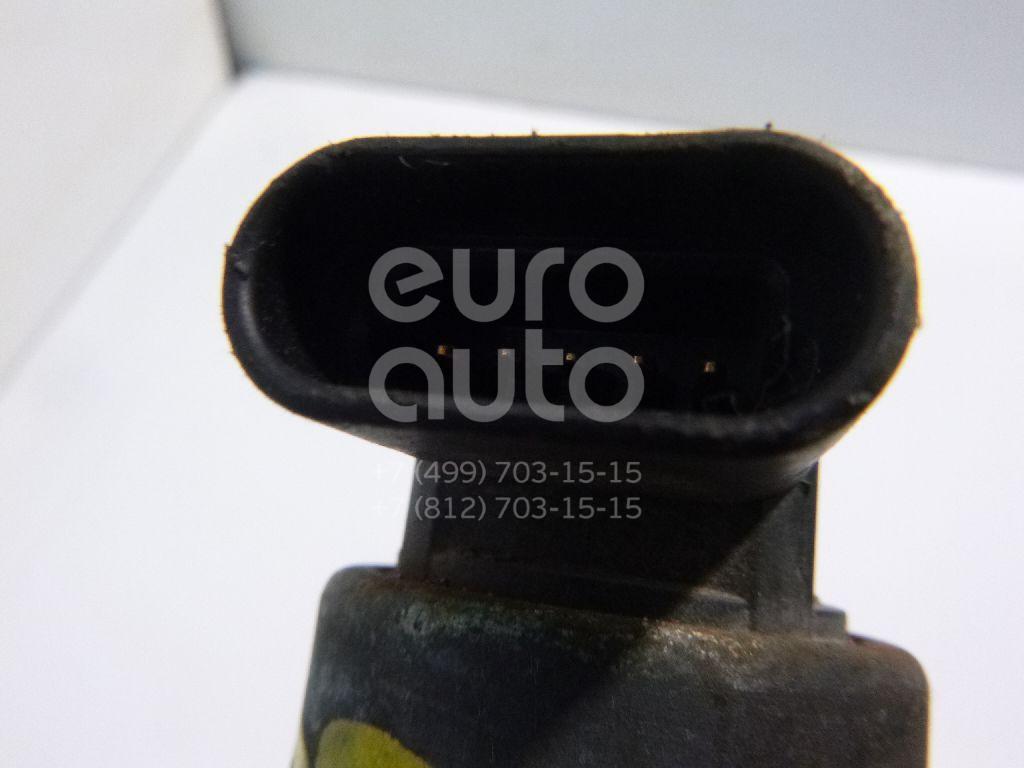 euro
auto
+7 (499) 703-15-15
+7 (812) 703-15-15